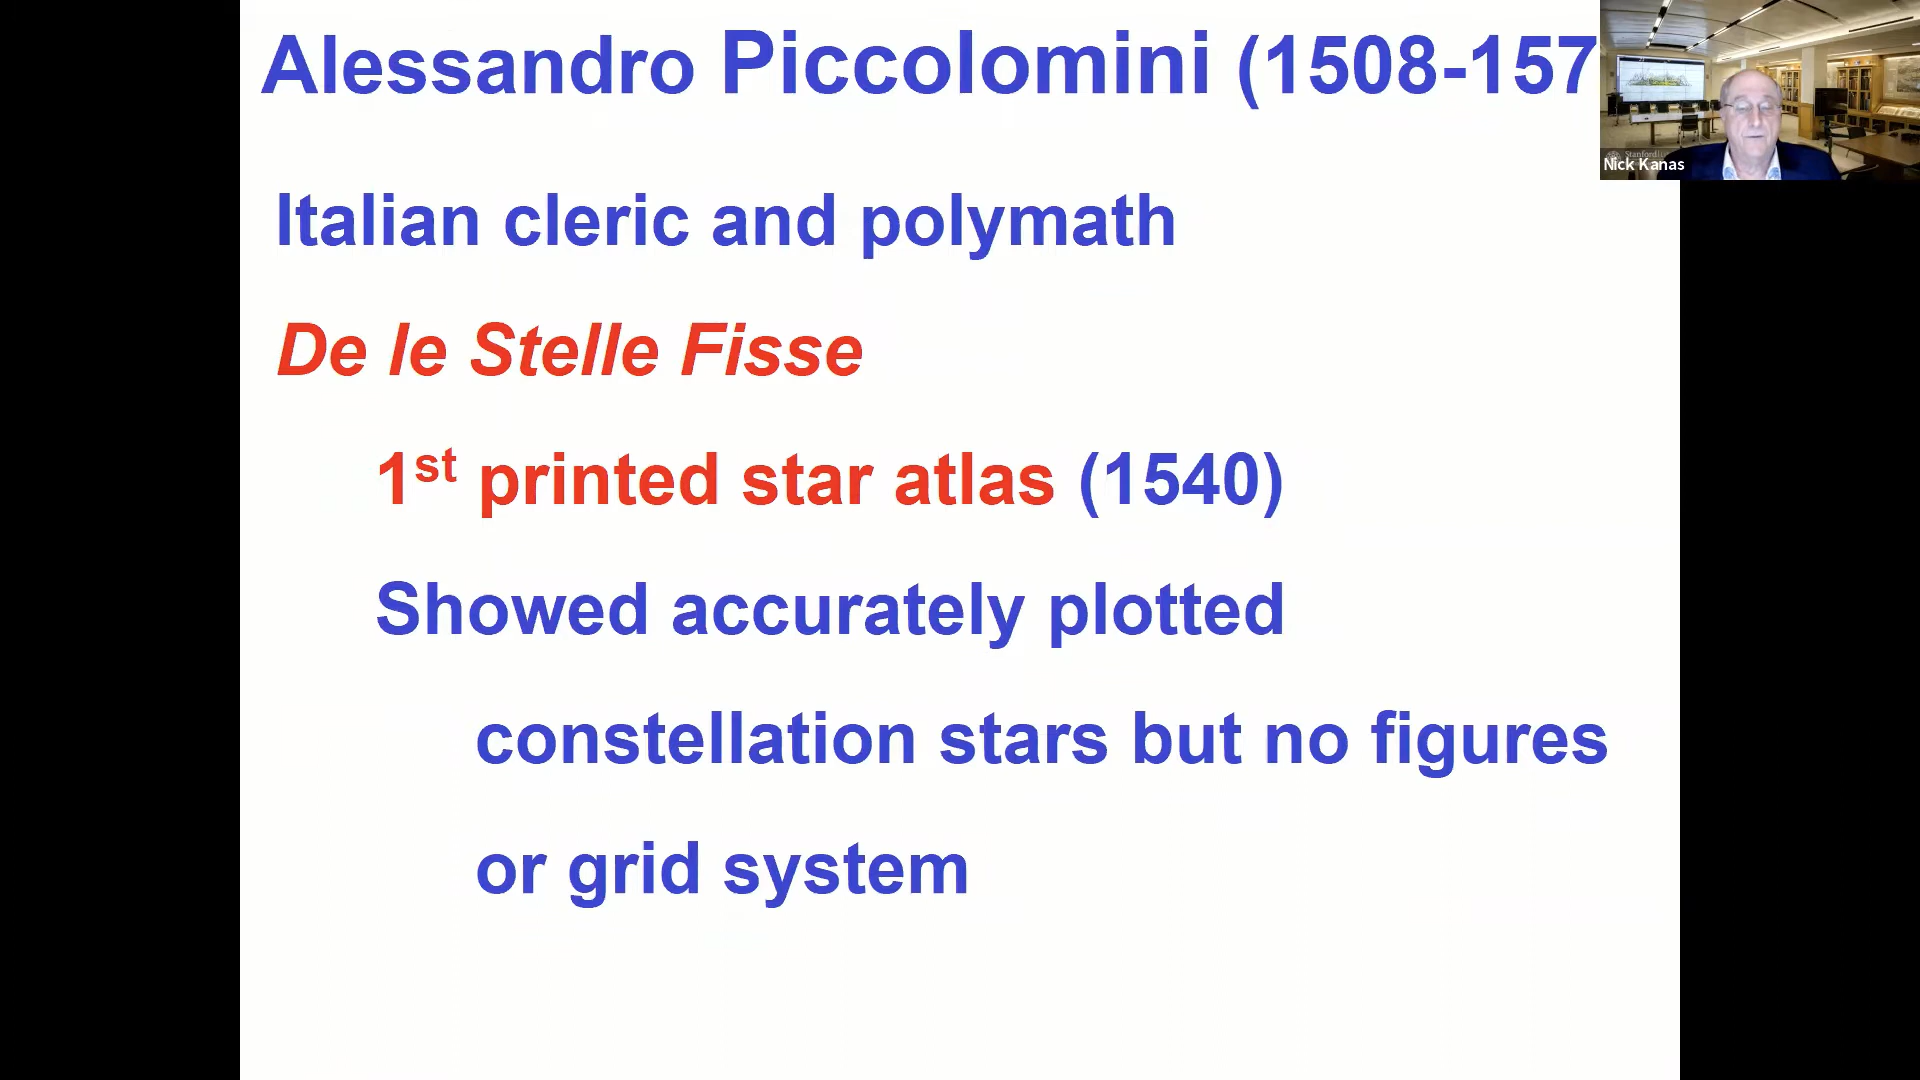 Alessandro Piccolomini (1508-157
Italian cleric and polymath
De le Stelle Fisse
1st printed star atlas (1540)
Showed accurately plotted
constellation stars but no figures
or grid system
Stanford
Nick Kanas